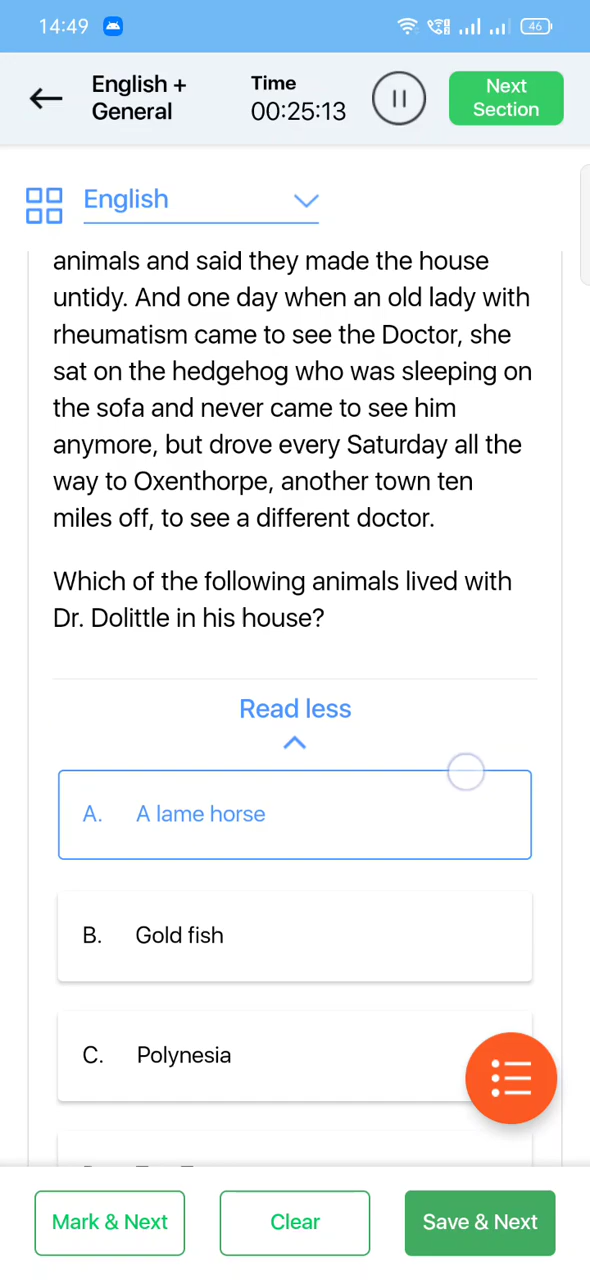 14:49
46
English +
General
Time
00:25:13
Next
Section
English
animals and said they made the house
untidy. And one day when an old lady with
rheumatism came to see the Doctor, she
sat on the hedgehog who was sleeping on
the sofa and never came to see him
anymore, but drove every Saturday all the
way to Oxenthorpe, another town ten
miles off, to see a different doctor.
Which of the following animals lived with
Dr. Dolittle in his house?
Read less
A. A lame horse
B. Gold fish
C. Polynesia
Mark & Next
Clear
Save & Next